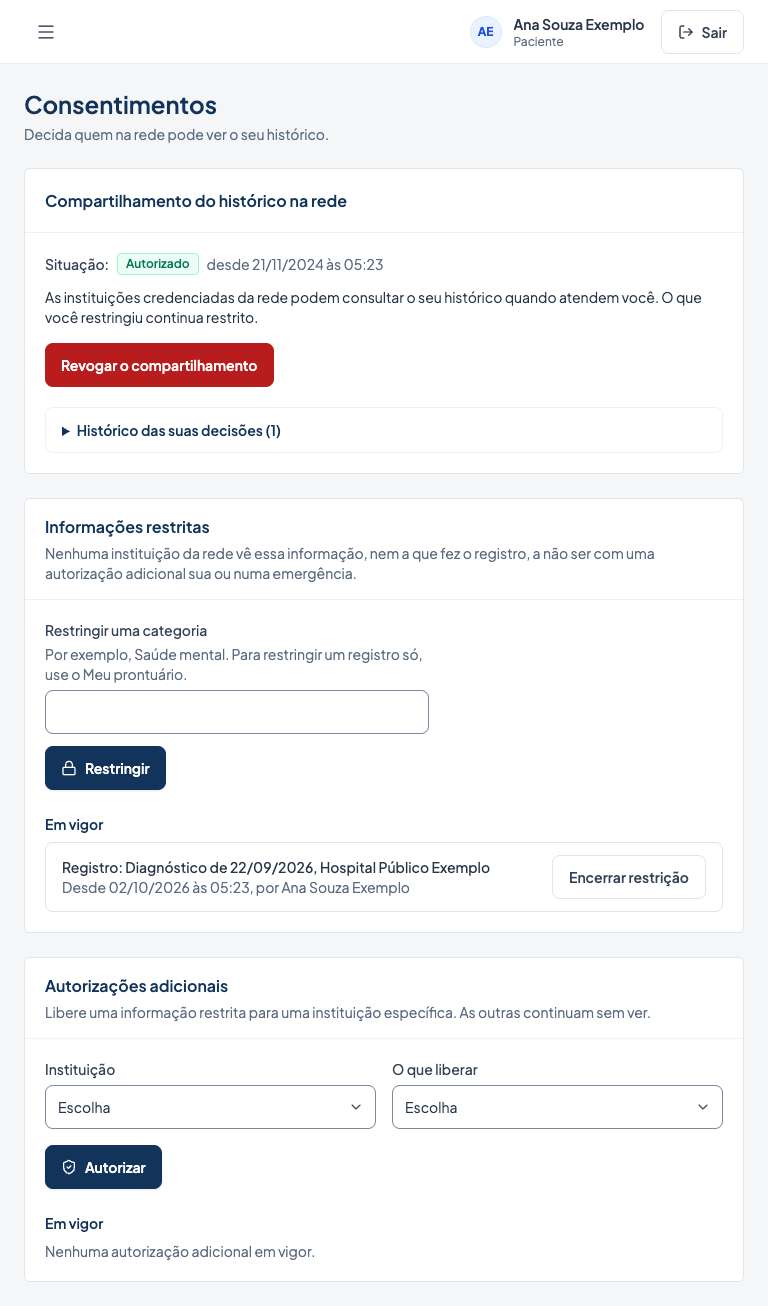 AE
Ana Souza Exemplo
Paciente
Sair
Consentimentos
Decida quem na rede pode ver o seu histórico.
Compartilhamento do histórico na rede
Situação: Autorizado desde 21/11/2024 às 05:23
As instituições credenciadas da rede podem consultar o seu histórico quando atendem você. O que
você restringiu continua restrito.
Revogar o compartilhamento
Histórico das suas decisões (1)
Informações restritas
Nenhuma instituição da rede vê essa informação, nem a que fez o registro, a não ser com uma
autorização adicional sua ou numa emergência.
Restringir uma categoria
Por exemplo, Saúde mental. Para restringir um registro só,
use o Meu prontuário.
Restringir
Em vigor
Registro: Diagnóstico de 22/09/2026, Hospital Público Exemplo
Desde 02/10/2026 às 05:23, por Ana Souza Exemplo
Encerrar restrição
Autorizações adicionais
Libere uma informação restrita para uma instituição específica. As outras continuam sem ver.
Instituição
Escolha
O que liberar
Escolha
Autorizar
Em vigor
Nenhuma autorização adicional em vigor.